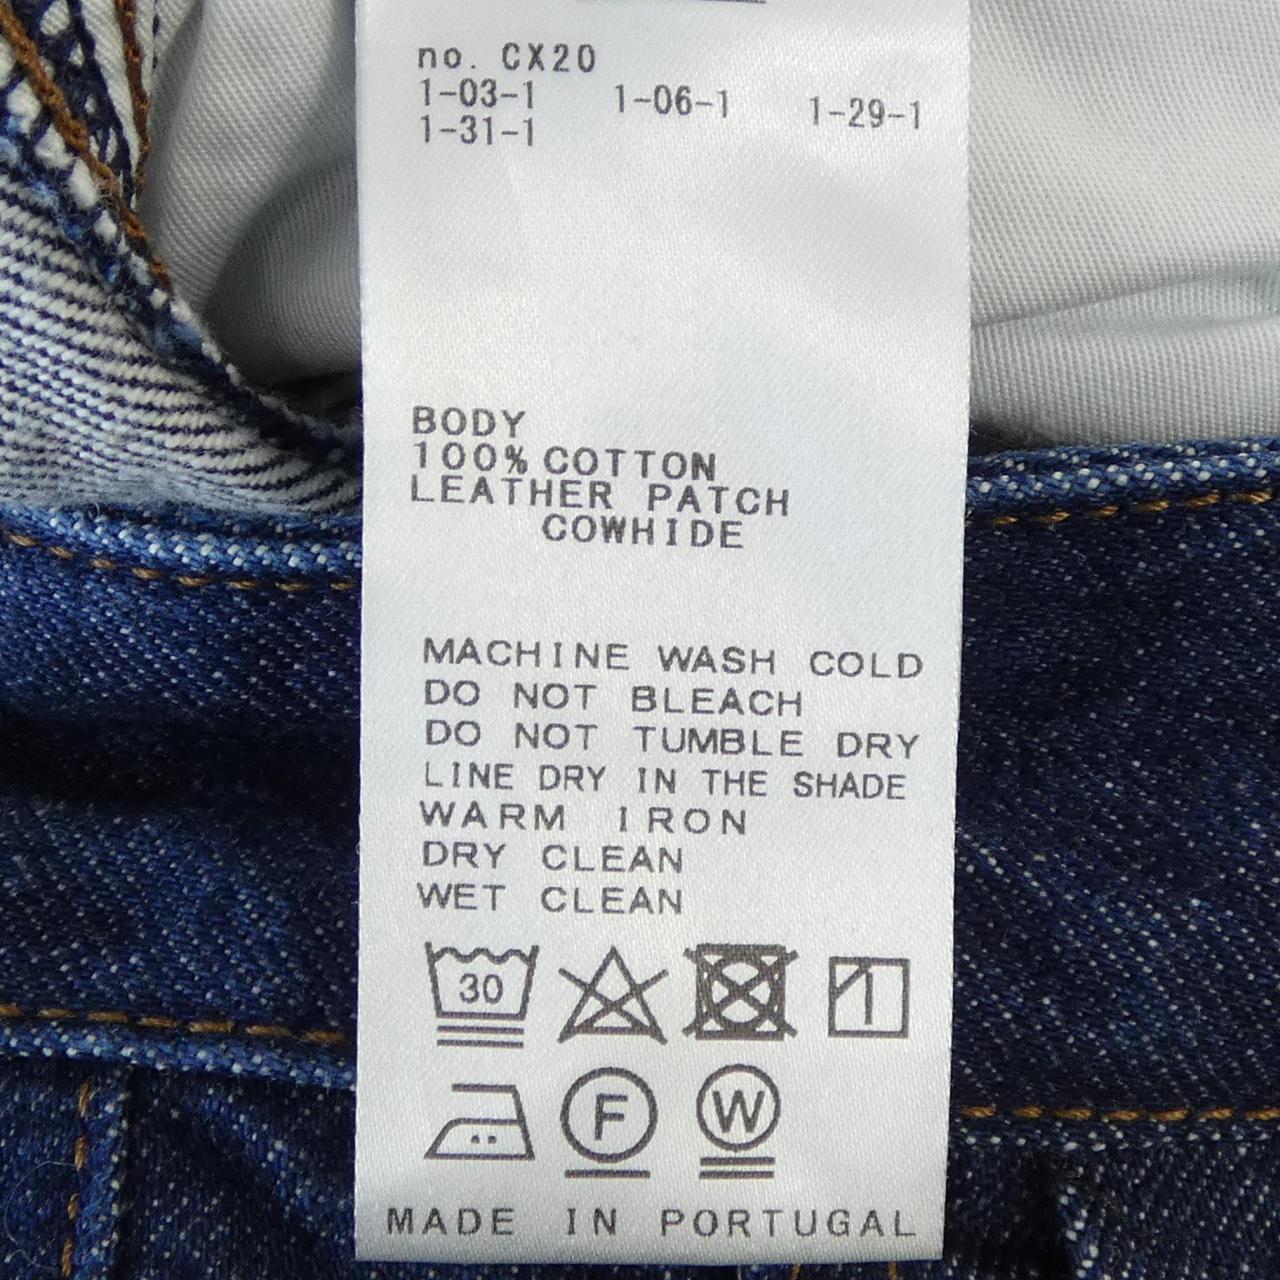 no. CX20
1-03-1 1-06-1 1-29-1
1-31-1
BODY
100% COTTON
LEATHER PATCH
COWHIDE
MACHINE WASH COLD
DO NOT BLEACH
DO NOT TUMBLE DRY
LINE DRY IN THE SHADE
WARM IRON
DRY CLEAN
WET CLEAN
30
F W
MADE IN PORTUGAL